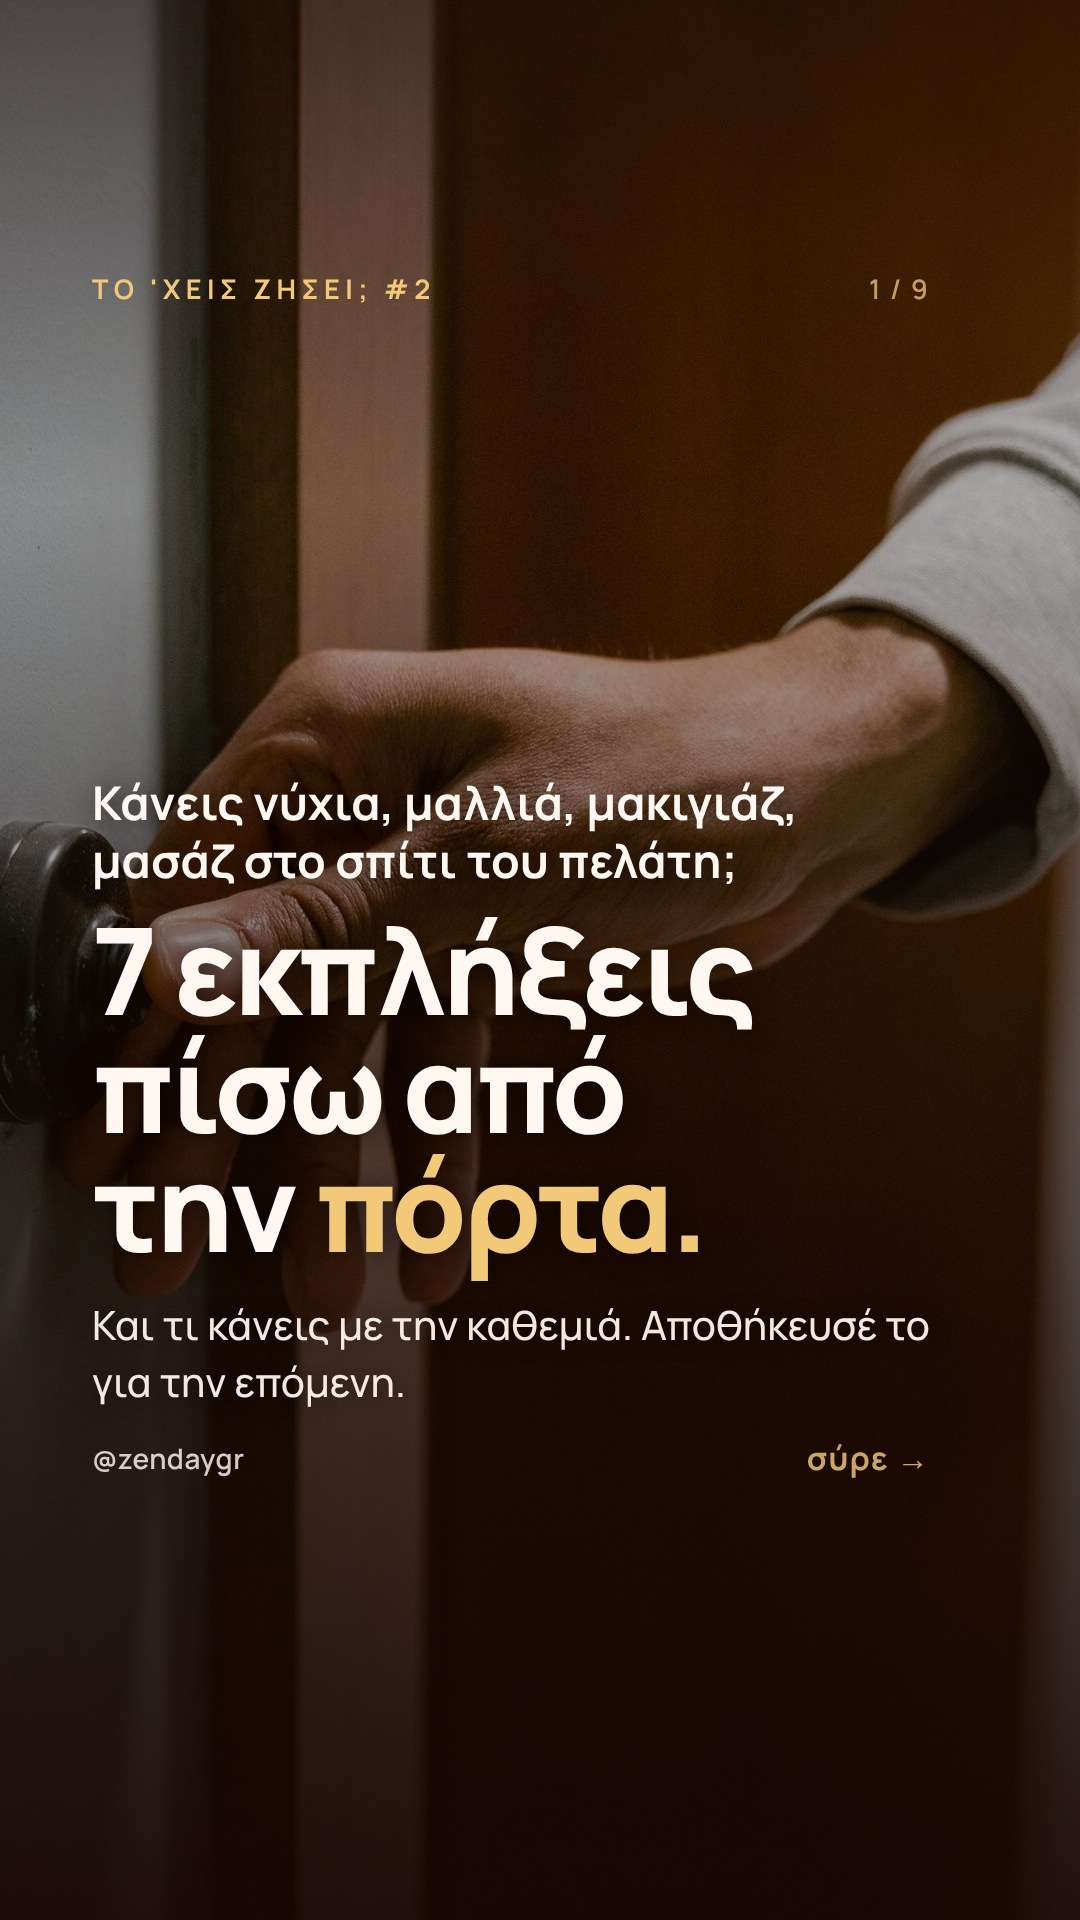 ΤΟ 'ΧΕΙΣ ΖΗΣΕΙ; #2
1 / 9
Κάνεις νύχια, μαλλιά, μακιγιάζ,
μασάζ στο σπίτι του πελάτη;
7 εκπλήξεις
πίσω από
την πόρτα.
Και τι κάνεις με την καθεμιά. Αποθήκευσέ το
για την επόμενη.
@zendaygr
σύρε →